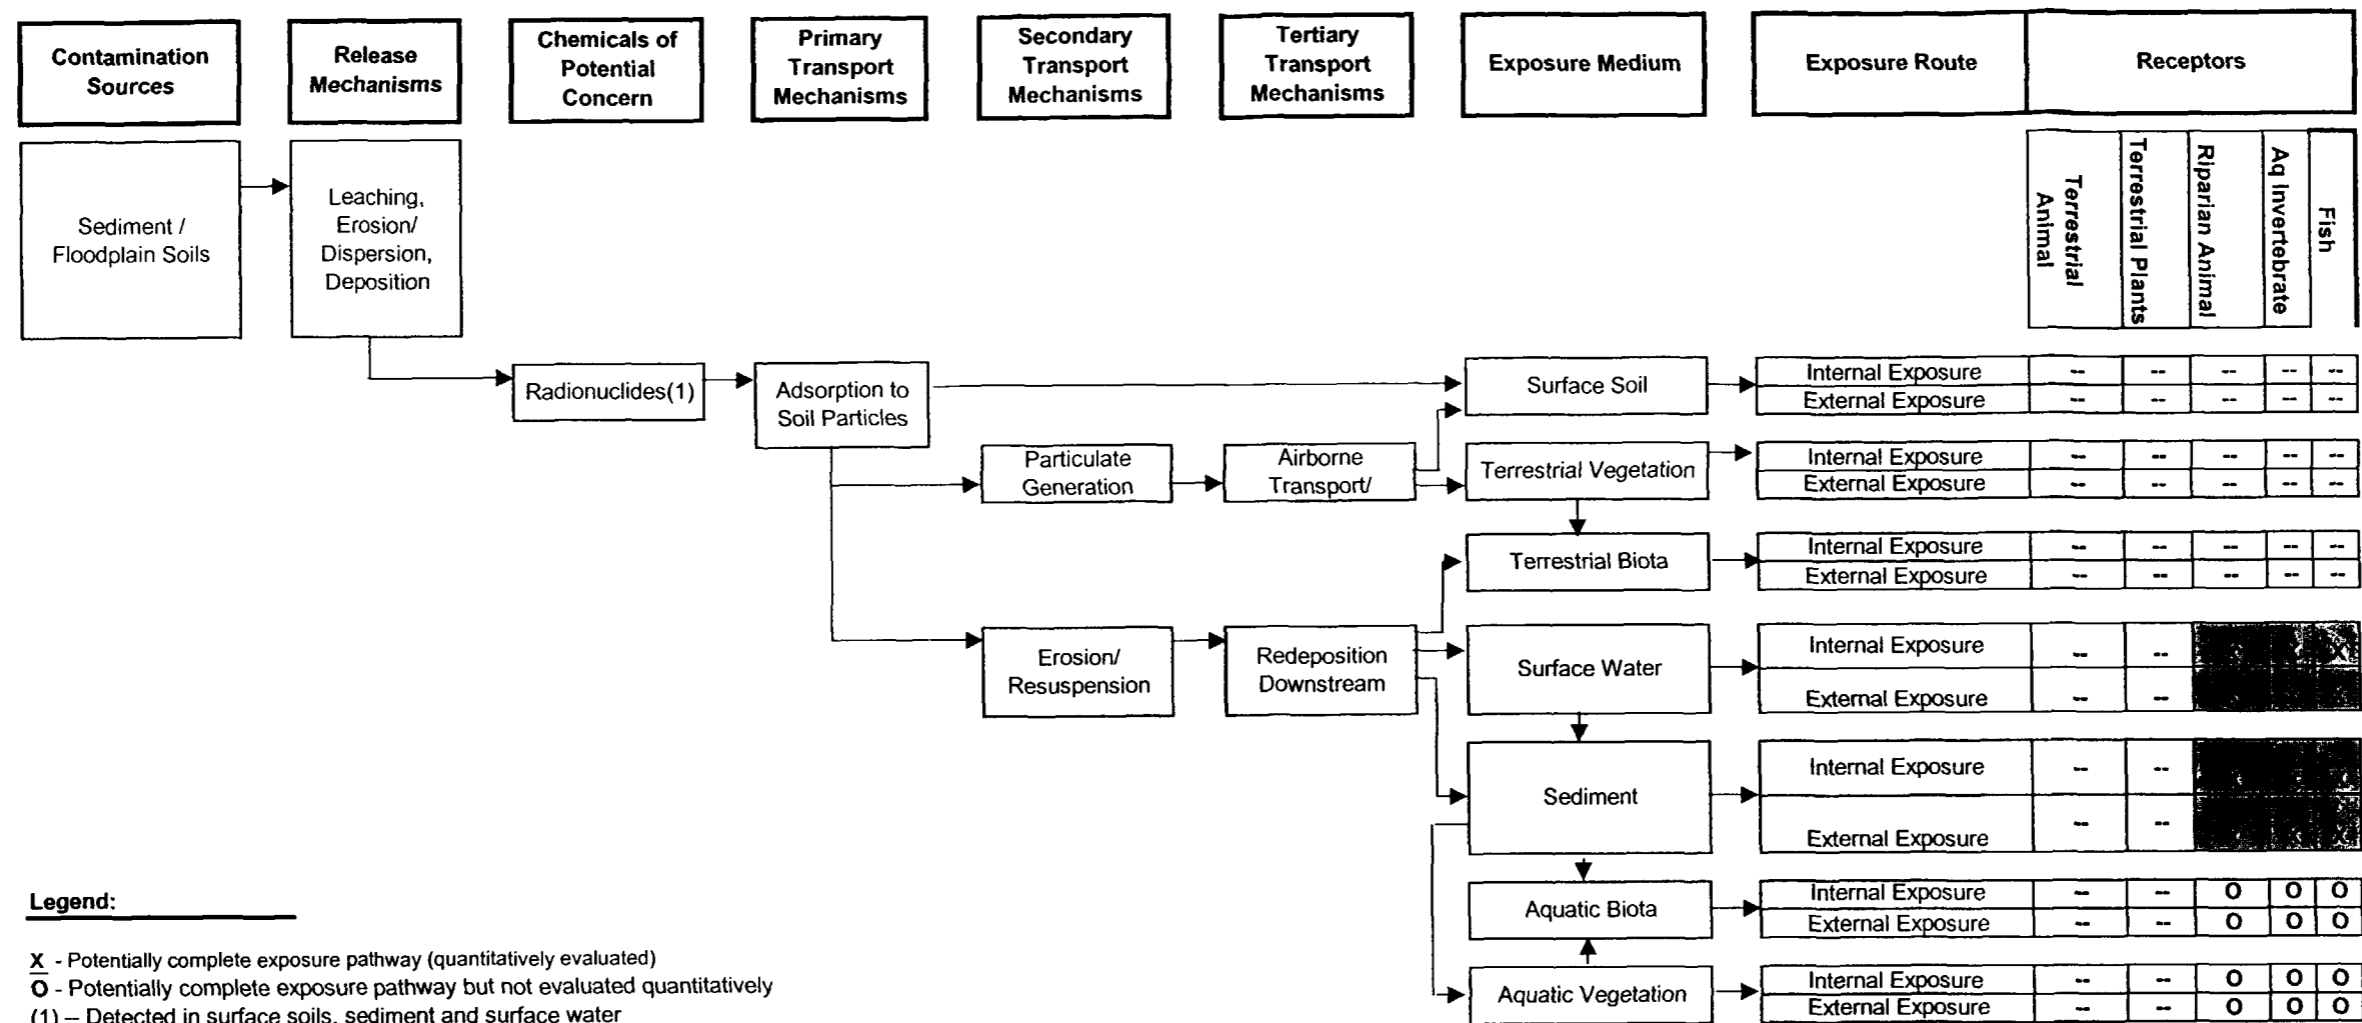 Contamination
Sources
Release
Mechanisms
Chemicals of
Potential
Concern
Primary
Transport
Mechanisms
Secondary
Transport
Mechanisms
Tertiary
Transport
Mechanisms
Exposure Medium
Exposure Route
Receptors
Sediment /
Floodplain Soils
Leaching,
Erosion/
Dispersion,
Deposition
Terrestrial
Animal
Terrestrial Plants
Riparian Animal
Aq Invertebrate
Fish
Radionuclides(1)
Adsorption to
Soil Particles
Surface Soil
Internal Exposure -- -- -- -- --
External Exposure -- -- -- -- --
Particulate
Generation
Airborne
Transport/
Terrestrial Vegetation
Internal Exposure -- -- -- -- --
External Exposure -- -- -- -- --
Terrestrial Biota
Internal Exposure -- -- -- -- --
External Exposure -- -- -- -- --
Erosion/
Resuspension
Redeposition
Downstream
Surface Water
Internal Exposure -- --
External Exposure -- --
Sediment
Internal Exposure -- --
External Exposure -- --
Aquatic Biota
Internal Exposure -- -- O O O
External Exposure -- -- O O O
Aquatic Vegetation
Internal Exposure -- -- O O O
External Exposure -- -- O O O
Legend:
X - Potentially complete exposure pathway (quantitatively evaluated)
O - Potentially complete exposure pathway but not evaluated quantitatively
(1) -- Detected in surface soils, sediment and surface water